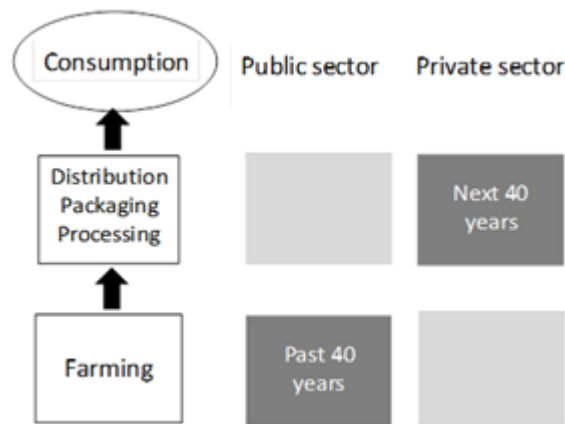 Consumption
Public sector
Private sector
Distribution
Packaging
Processing
Next 40
years
Farming
Past 40
years